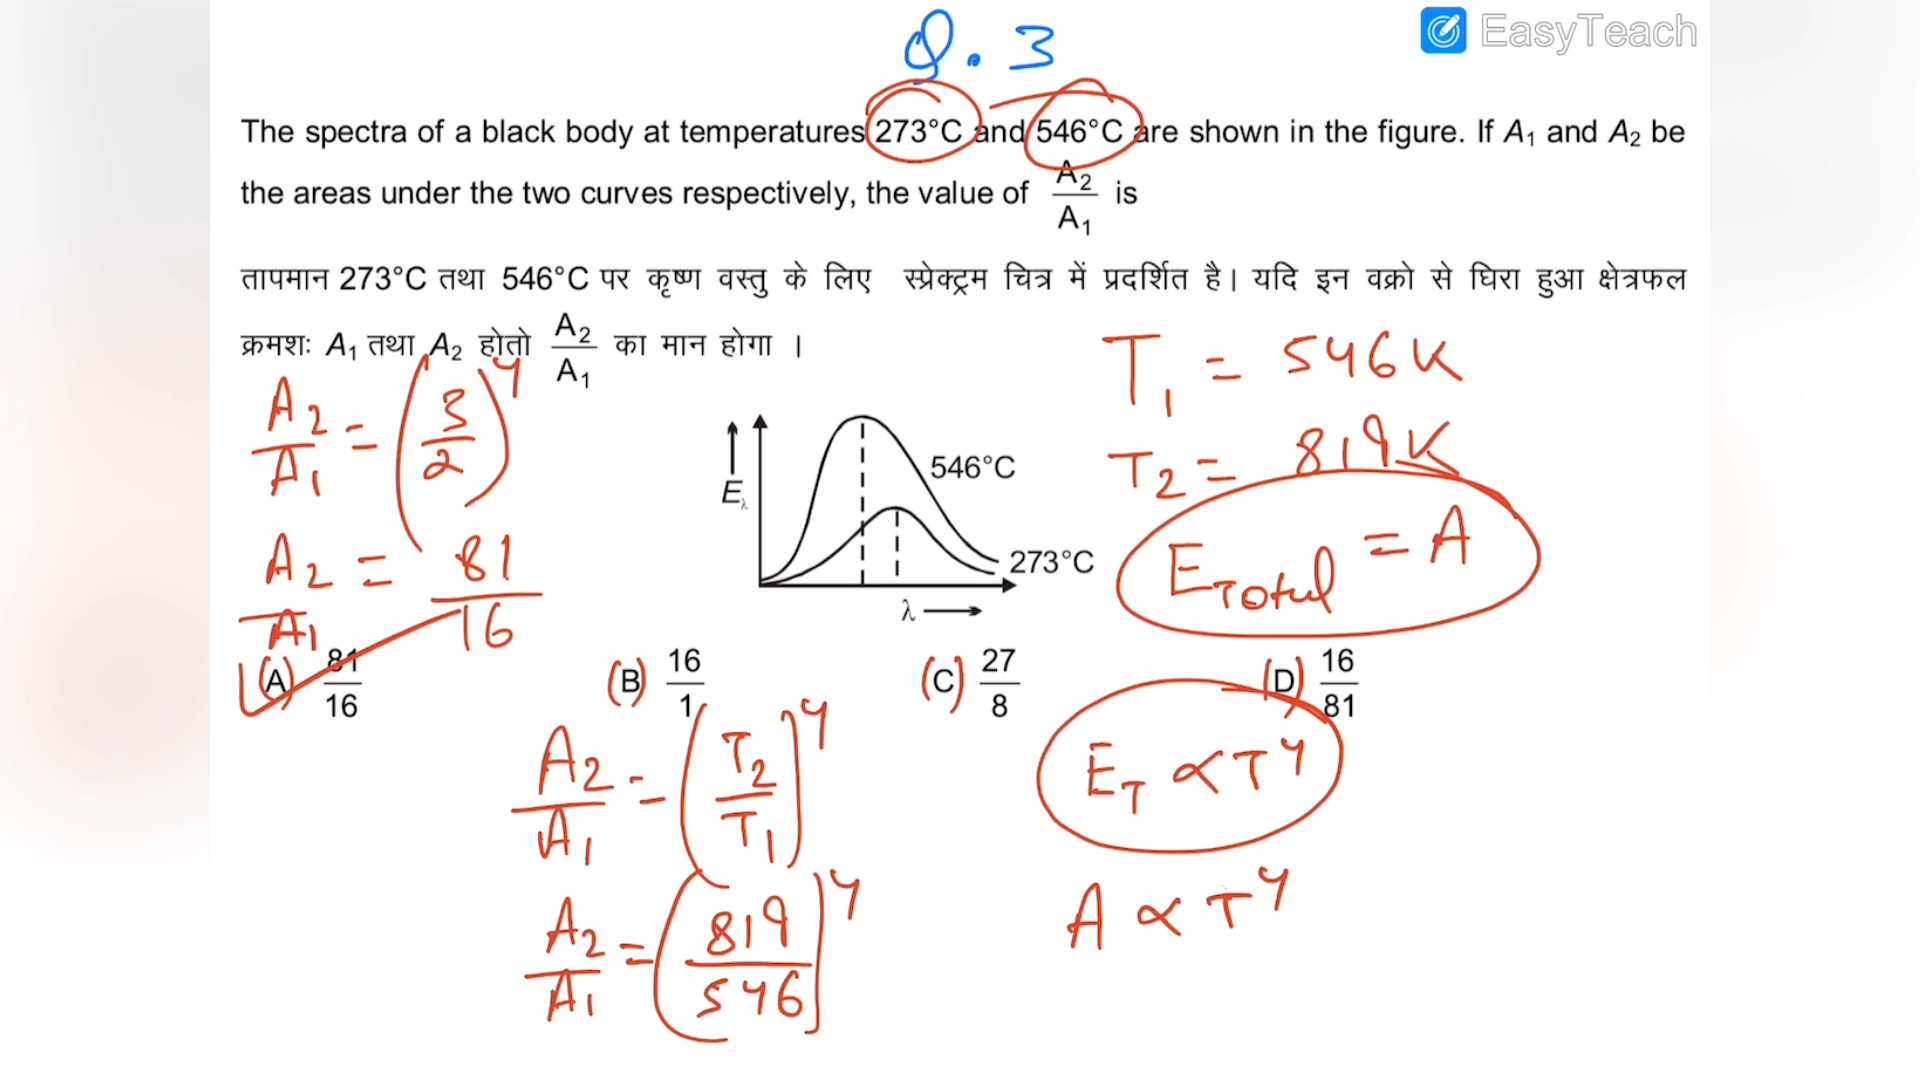 Q. 3
EasyTeach
The spectra of a black body at temperatures 273°C and 546°C are shown in the figure. If A₁ and A₂ be
the areas under the two curves respectively, the value of A₂/A₁ is
तापमान 273°C तथा 546°C पर कृष्ण वस्तु के लिए स्प्रेक्ट्रम चित्र में प्रदर्शित है। यदि इन वक्रो से घिरा हुआ क्षेत्रफल
क्रमशः A₁ तथा A₂ होतो A₂/A₁ का मान होगा ।
T₁ = 546K
T₂ = 819K
A₂/A₁ = (3/2)⁴
A₂/A₁ = 81/16
E_λ
546°C
273°C
λ
E_Total = A
(A) 81/16 (B) 16/1 (C) 27/8 (D) 16/81
A₂/A₁ = (T₂/T₁)⁴
E_T ∝ T⁴
A₂/A₁ = (819/546)⁴
A ∝ T⁴